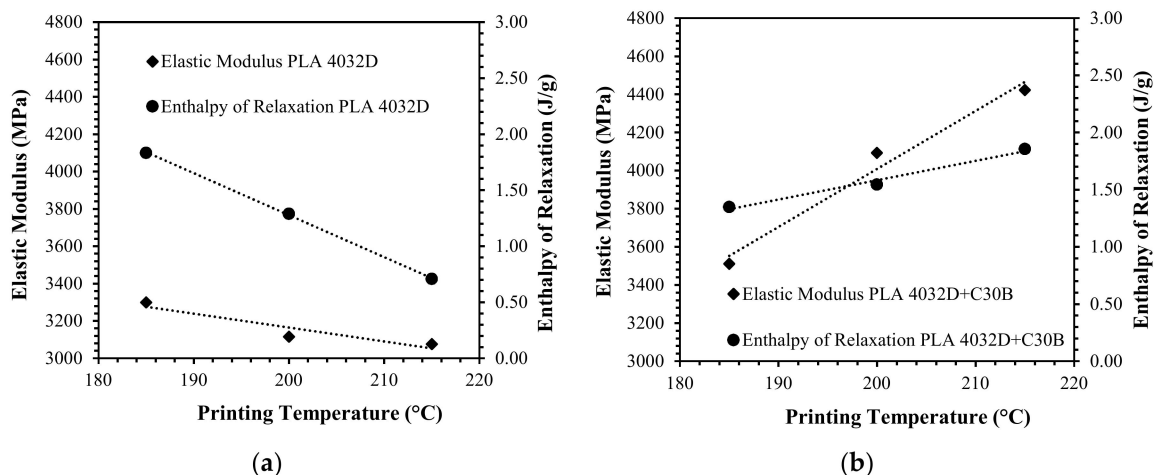 4800
4600
4400
4200
4000
3800
3600
3400
3200
3000
Elastic Modulus (MPa)
Elastic Modulus PLA 4032D
Enthalpy of Relaxation PLA 4032D
3.00
2.50
2.00
1.50
1.00
0.50
0.00
Enthalpy of Relaxation (J/g)
180 190 200 210 220
Printing Temperature (°C)
(a)
4800
4600
4400
4200
4000
3800
3600
3400
3200
3000
Elastic Modulus (MPa)
Elastic Modulus PLA 4032D+C30B
Enthalpy of Relaxation PLA 4032D+C30B
3.00
2.50
2.00
1.50
1.00
0.50
0.00
Enthalpy of Relaxation (J/g)
180 190 200 210 220
Printing Temperature (°C)
(b)